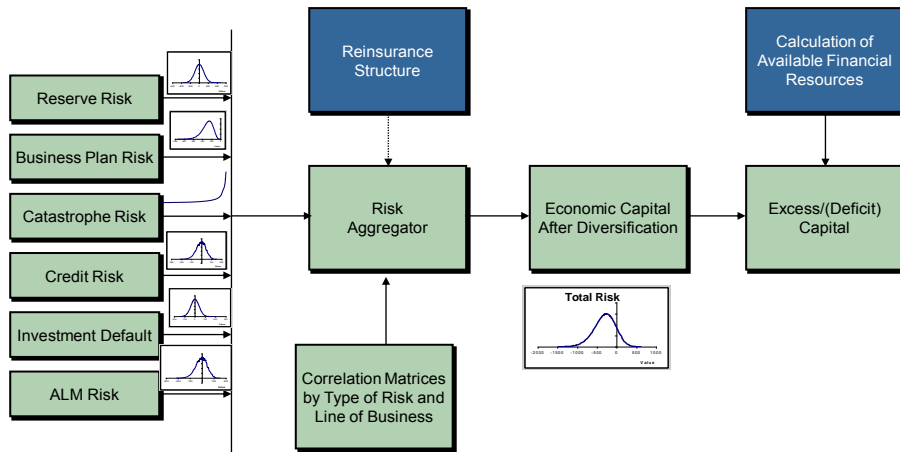 Reinsurance
Structure
Calculation of
Available Financial
Resources
Reserve Risk
Business Plan Risk
Catastrophe Risk
Credit Risk
Investment Default
ALM Risk
Risk
Aggregator
Economic Capital
After Diversification
Excess/(Deficit)
Capital
Total Risk
-2000 -1500 -1000 -500 0 500 1000
Value
Correlation Matrices
by Type of Risk and
Line of Business